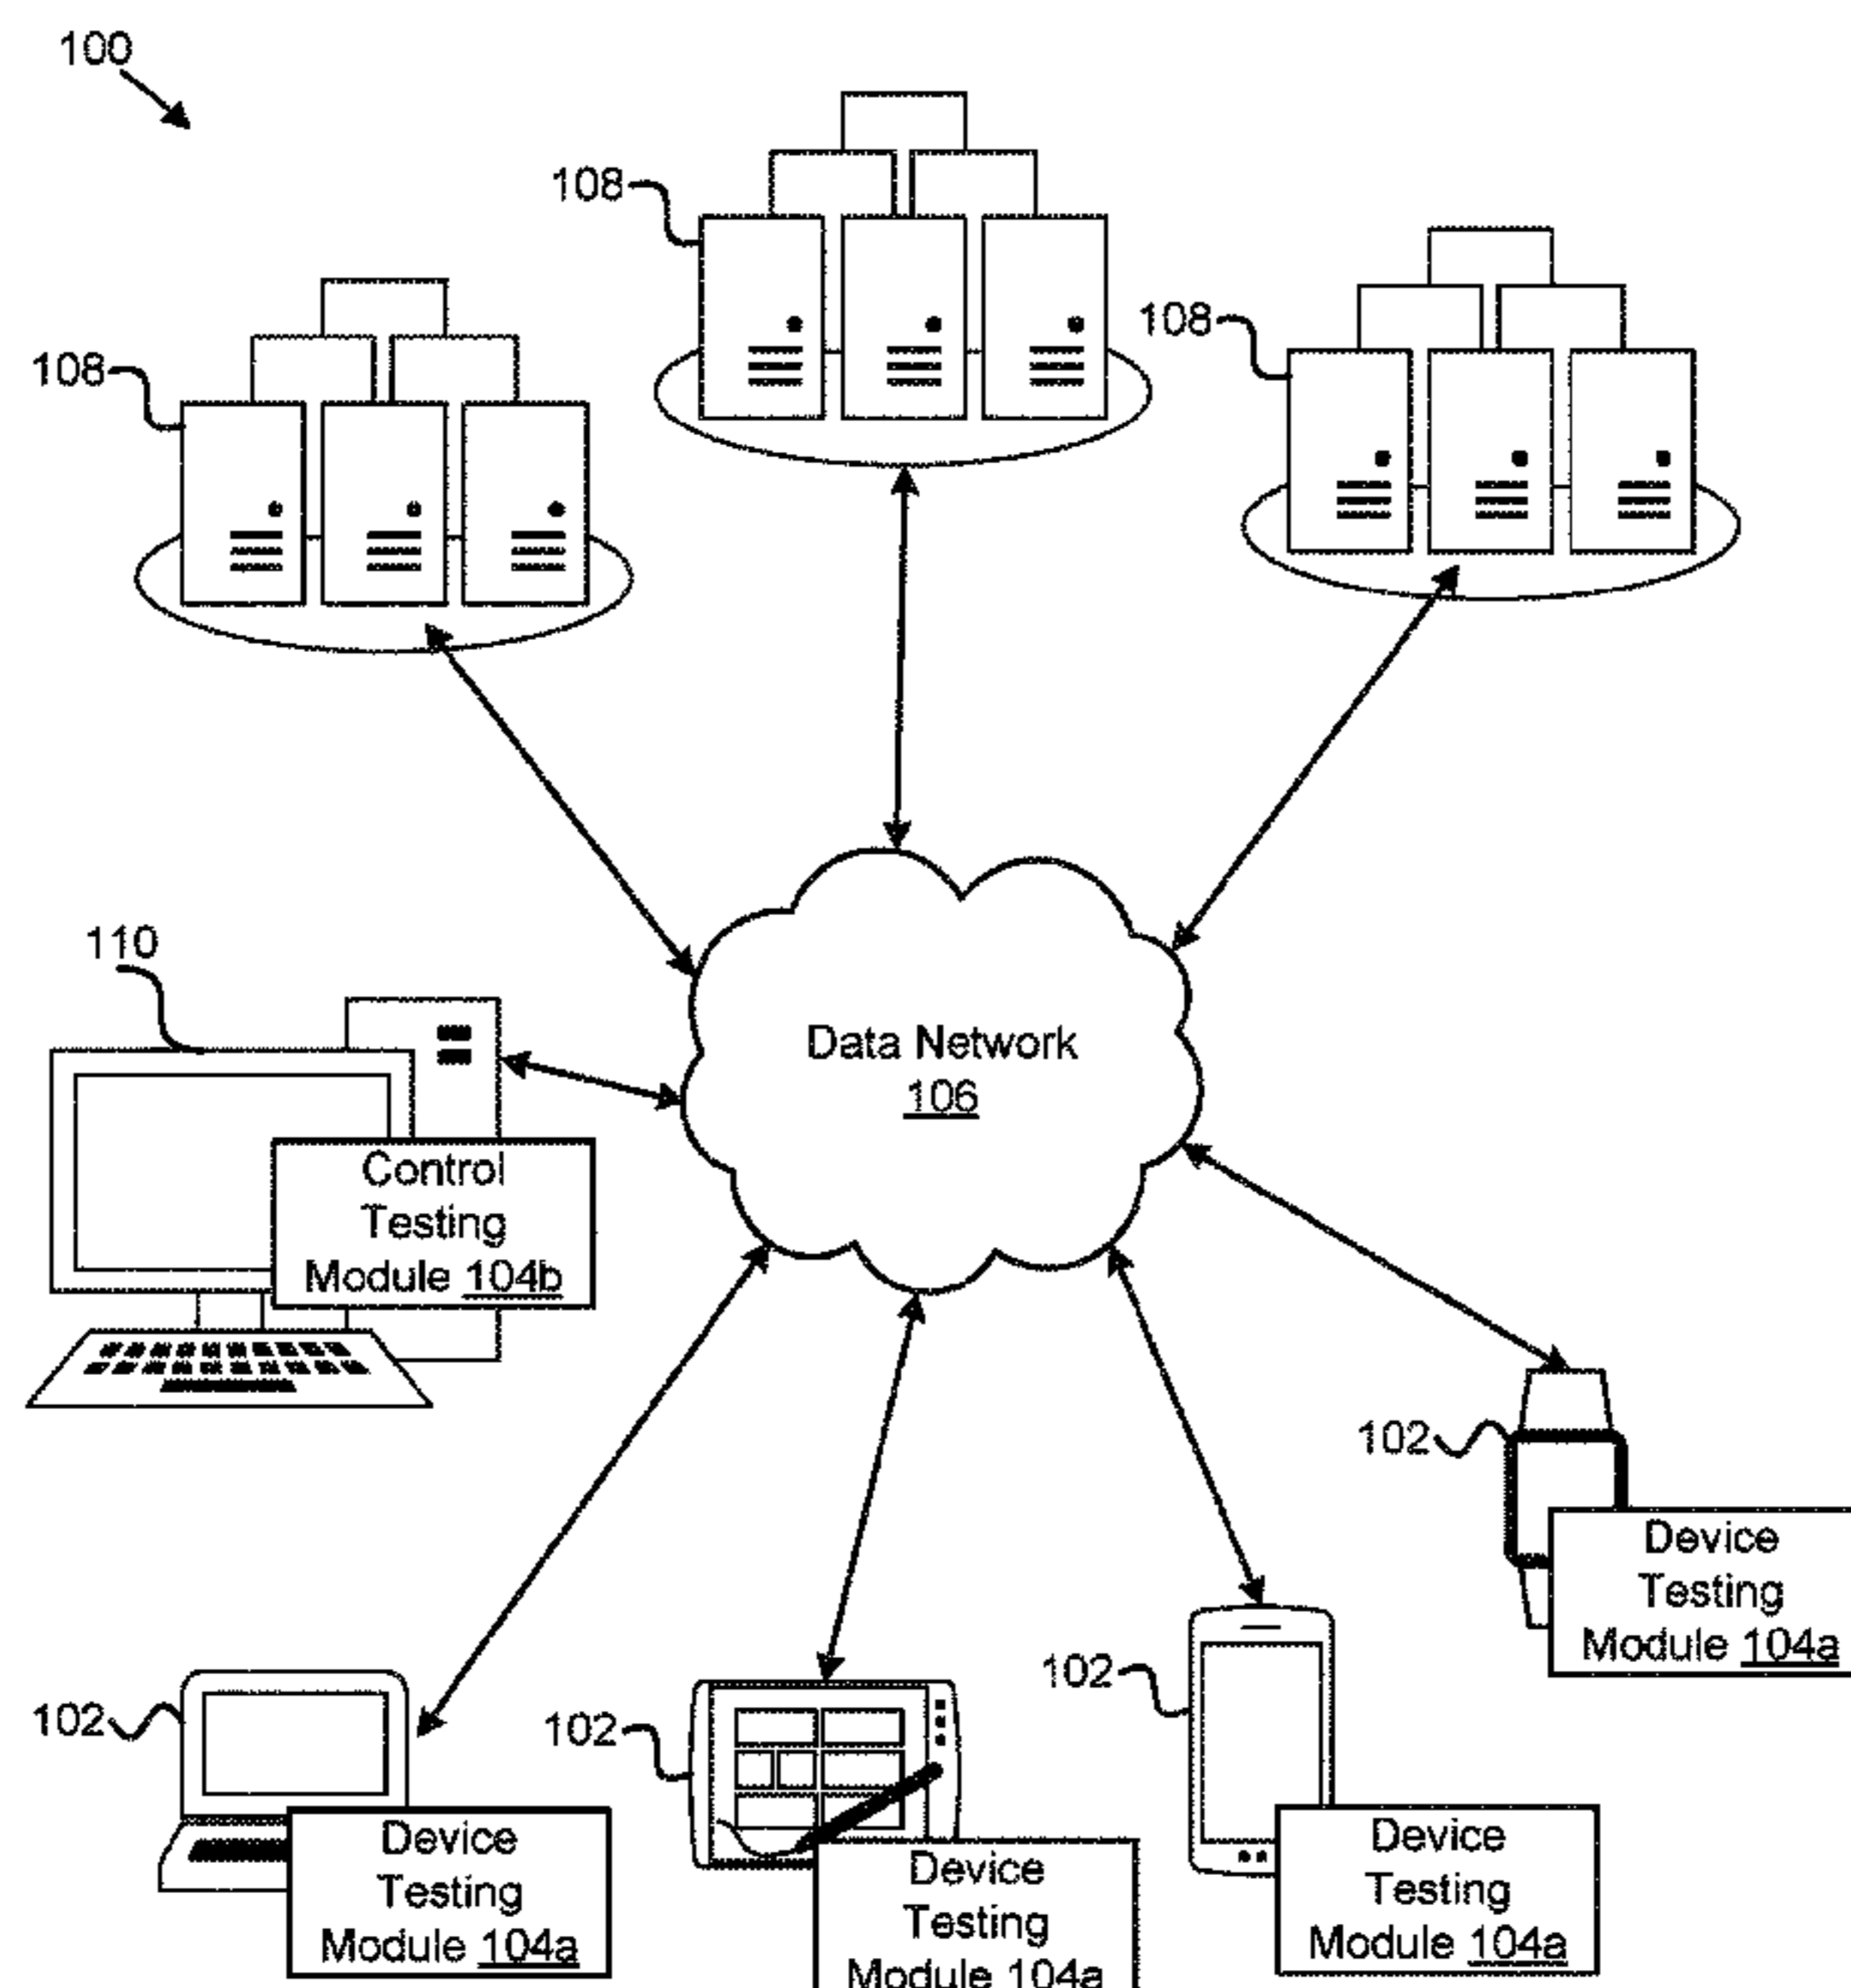 100
108
108
108
110
Data Network
106
Control
Testing
Module 104b
102
Device
Testing
Module 104a
102
Device
Testing
Module 104a
102
Device
Testing
Module 104a
102
Device
Testing
Module 104a